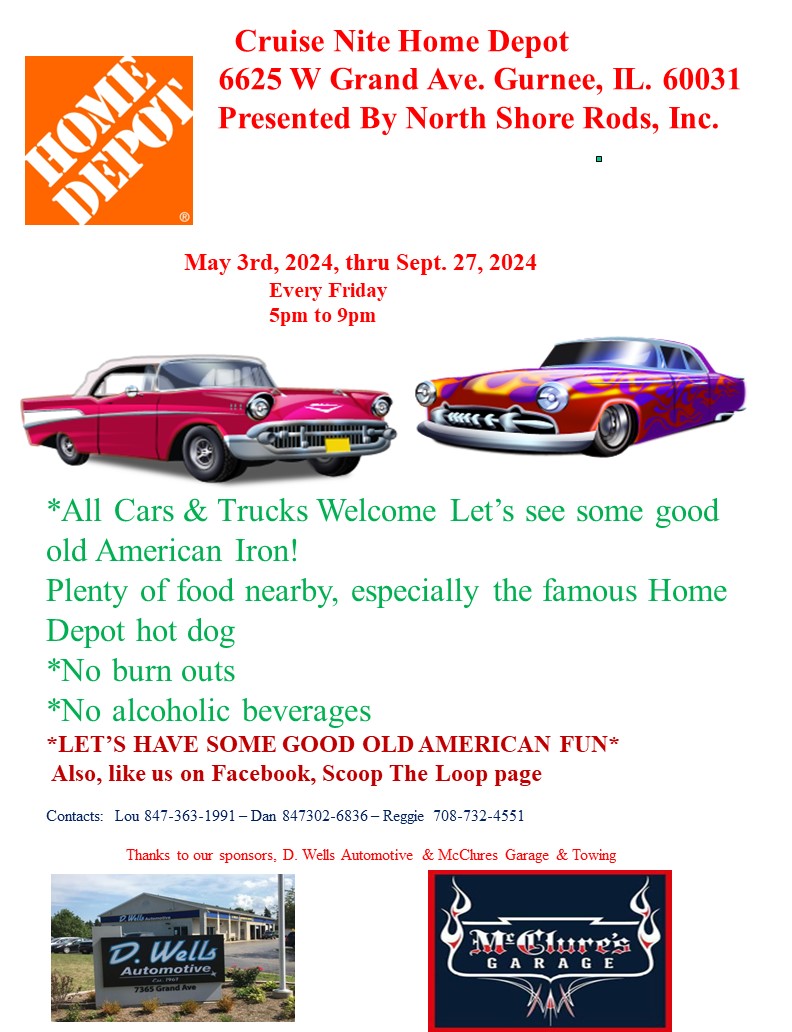 Cruise Nite Home Depot
6625 W Grand Ave. Gurnee, IL. 60031
Presented By North Shore Rods, Inc.
HOME
DEPOT
®
May 3rd, 2024, thru Sept. 27, 2024
Every Friday
5pm to 9pm
*All Cars & Trucks Welcome Let’s see some good
old American Iron!
Plenty of food nearby, especially the famous Home
Depot hot dog
*No burn outs
*No alcoholic beverages
*LET’S HAVE SOME GOOD OLD AMERICAN FUN*
Also, like us on Facebook, Scoop The Loop page
Contacts: Lou 847-363-1991 – Dan 847302-6836 – Reggie 708-732-4551
Thanks to our sponsors, D. Wells Automotive & McClures Garage & Towing
D. Wells Automotive
D. Wells
Automotive
Est. 1967
7365 Grand Ave
McClure's
GARAGE